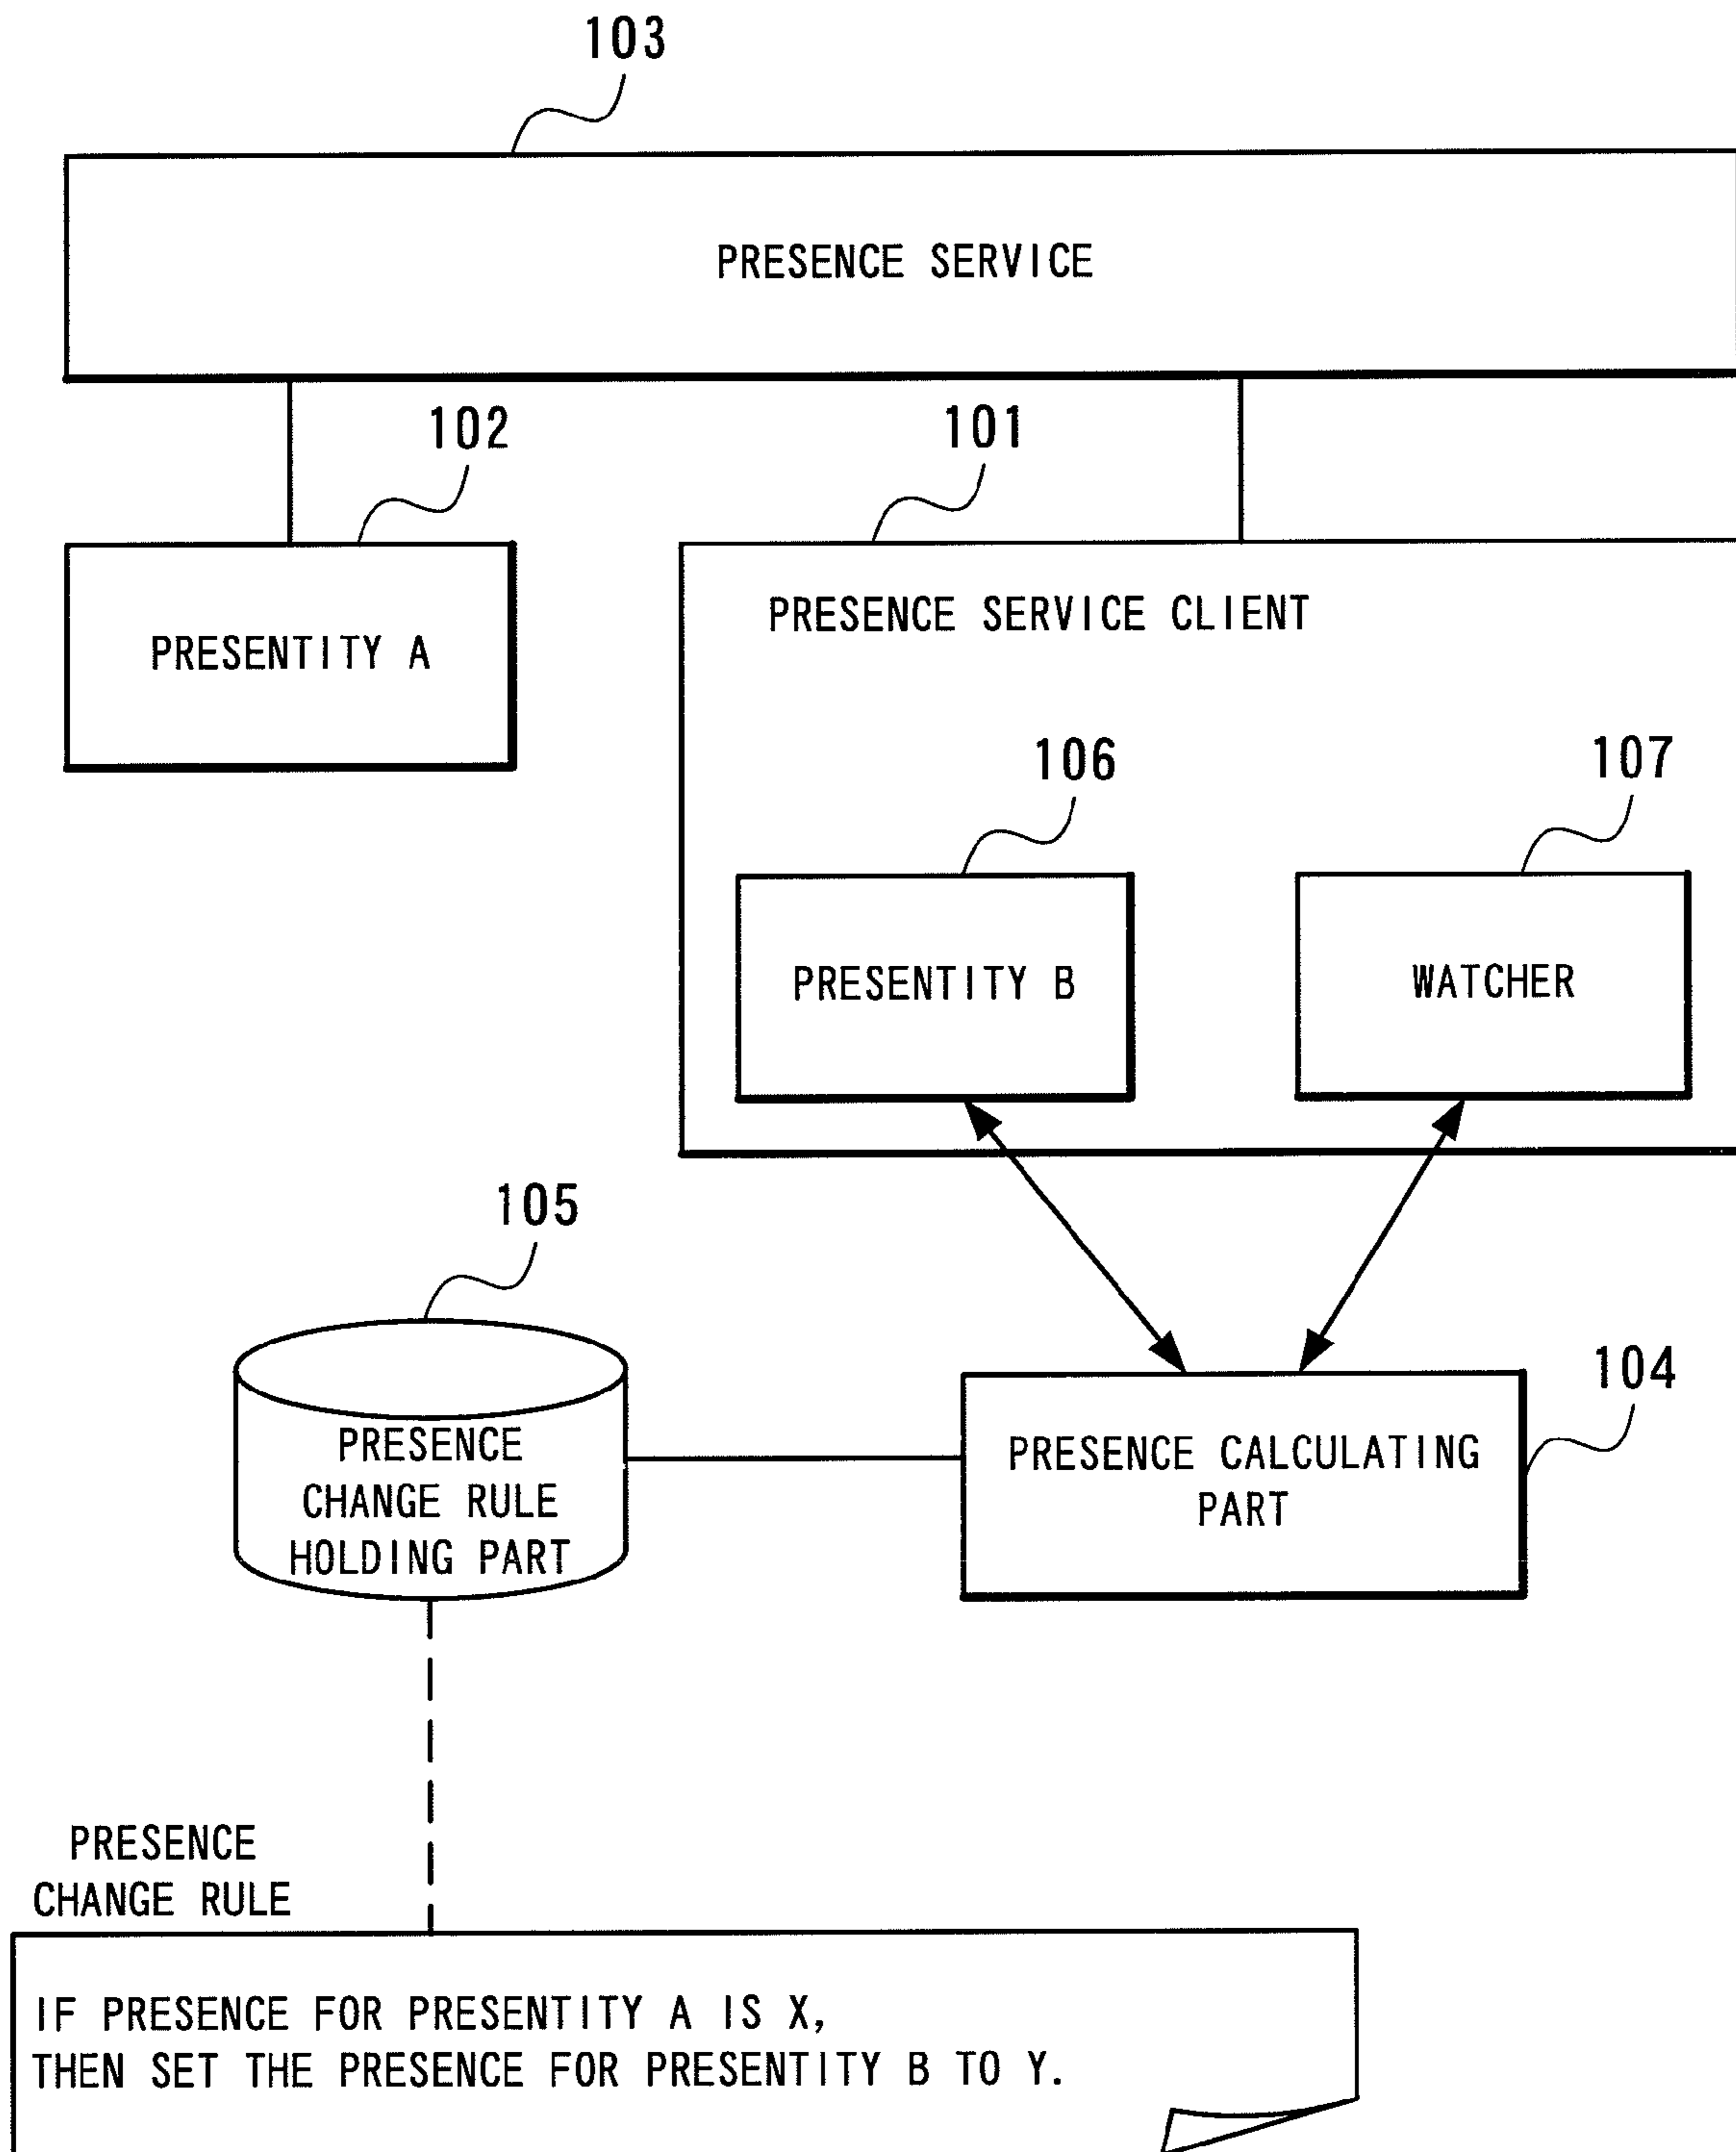 103
PRESENCE SERVICE
102
101
PRESENTITY A
PRESENCE SERVICE CLIENT
106
107
PRESENTITY B
WATCHER
105
104
PRESENCE
CHANGE RULE
HOLDING PART
PRESENCE CALCULATING
PART
PRESENCE
CHANGE RULE
IF PRESENCE FOR PRESENTITY A IS X,
THEN SET THE PRESENCE FOR PRESENTITY B TO Y.